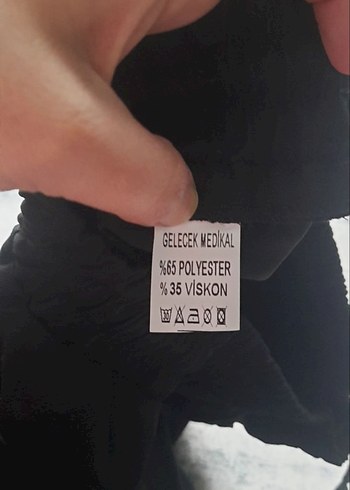 GELECEK MEDİKAL
%65 POLYESTER
%35 VİSKON